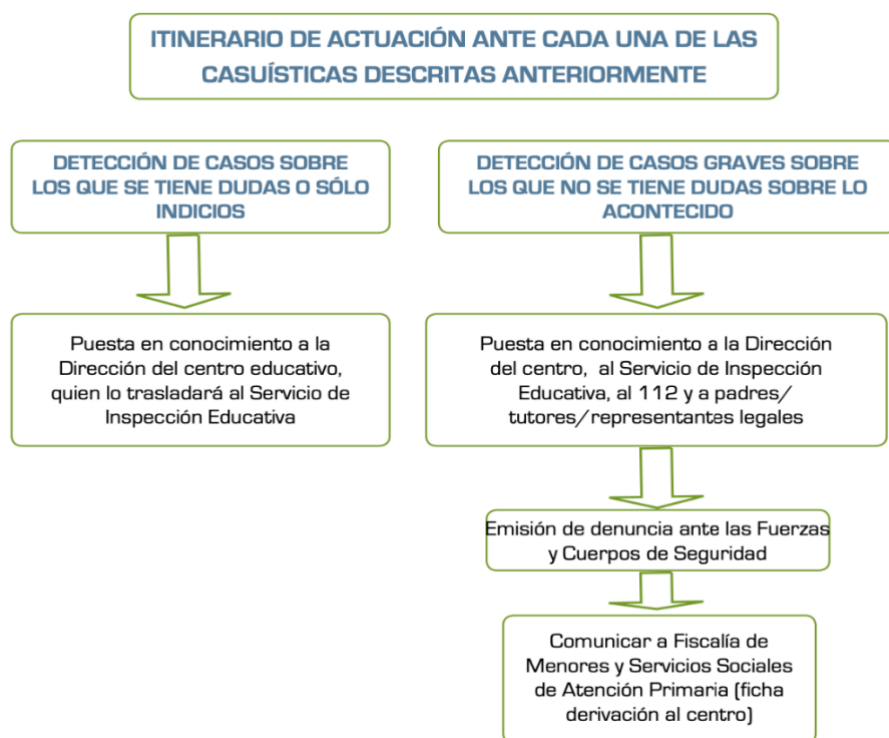 ITINERARIO DE ACTUACIÓN ANTE CADA UNA DE LAS
CASUÍSTICAS DESCRITAS ANTERIORMENTE
DETECCIÓN DE CASOS SOBRE
LOS QUE SE TIENE DUDAS O SÓLO
INDICIOS
DETECCIÓN DE CASOS GRAVES SOBRE
LOS QUE NO SE TIENE DUDAS SOBRE LO
ACONTECIDO
Puesta en conocimiento a la
Dirección del centro educativo,
quien lo trasladará al Servicio de
Inspección Educativa
Puesta en conocimiento a la Dirección
del centro, al Servicio de Inspección
Educativa, al 112 y a padres/
tutores/representantes legales
Emisión de denuncia ante las Fuerzas
y Cuerpos de Seguridad
Comunicar a Fiscalía de
Menores y Servicios Sociales
de Atención Primaria (ficha
derivación al centro)